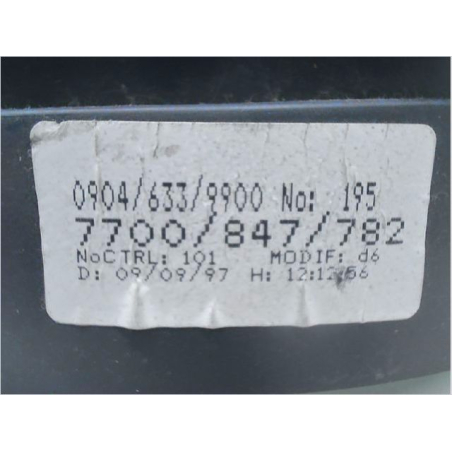 0904/633/9900 No: 195
7700/847/782
NoCTRL: 101 MODIF: d6
D: 09/09/97 H: 12:12:56